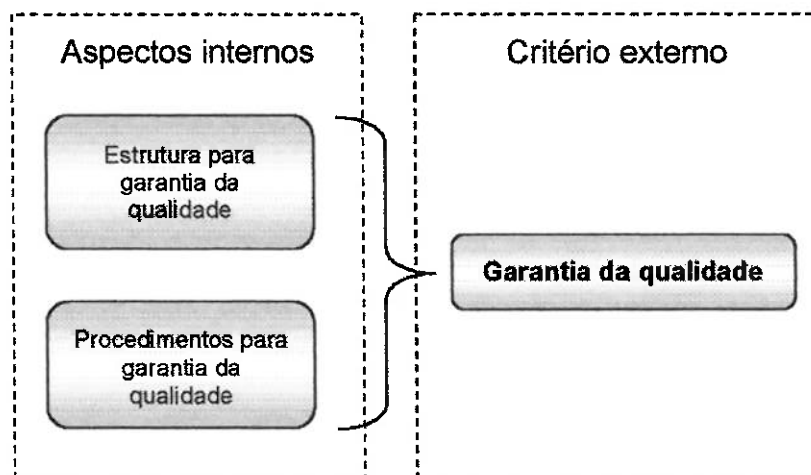 Aspectos internos
Estrutura para
garantia da
qualidade
Procedimentos para
garantia da
qualidade
Critério externo
Garantia da qualidade